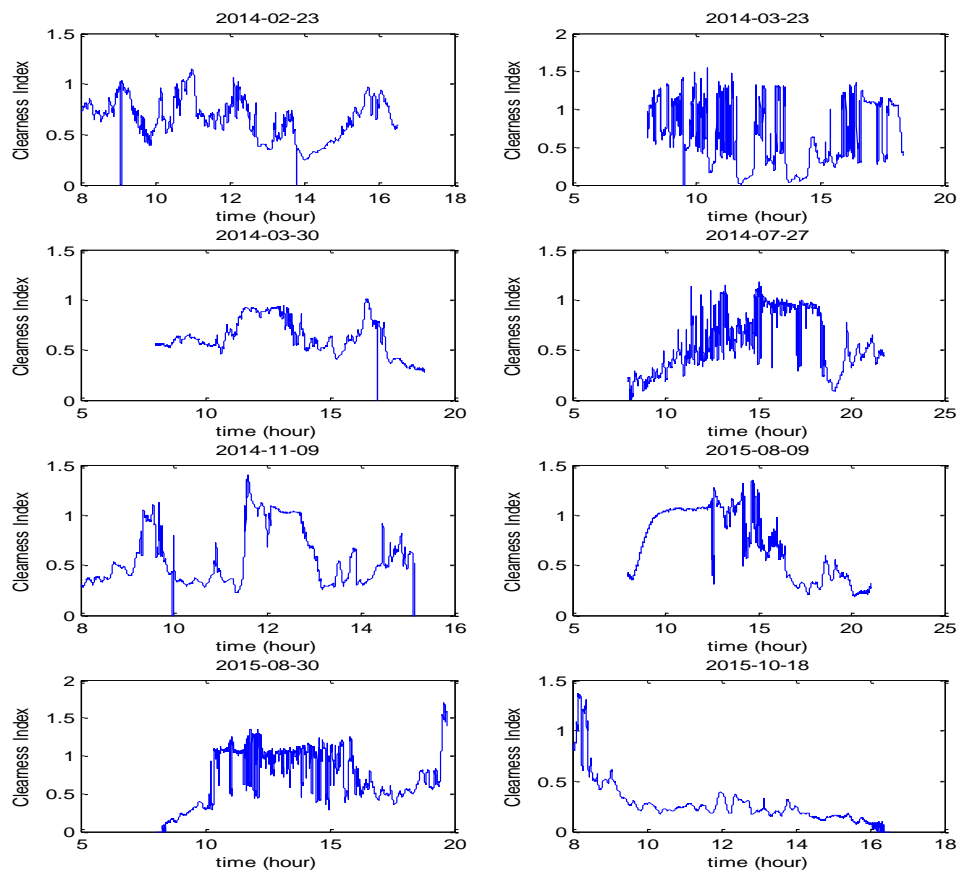 2014-02-23
Clearness Index
1.5
1
0.5
0
8 10 12 14 16 18
time (hour)
2014-03-23
Clearness Index
2
1.5
1
0.5
0
5 10 15 20
time (hour)
2014-03-30
Clearness Index
1.5
1
0.5
0
5 10 15 20
time (hour)
2014-07-27
Clearness Index
1.5
1
0.5
0
5 10 15 20 25
time (hour)
2014-11-09
Clearness Index
1.5
1
0.5
0
8 10 12 14 16
time (hour)
2015-08-09
Clearness Index
1.5
1
0.5
0
5 10 15 20 25
time (hour)
2015-08-30
Clearness Index
2
1.5
1
0.5
0
5 10 15 20
time (hour)
2015-10-18
Clearness Index
1.5
1
0.5
0
8 10 12 14 16 18
time (hour)